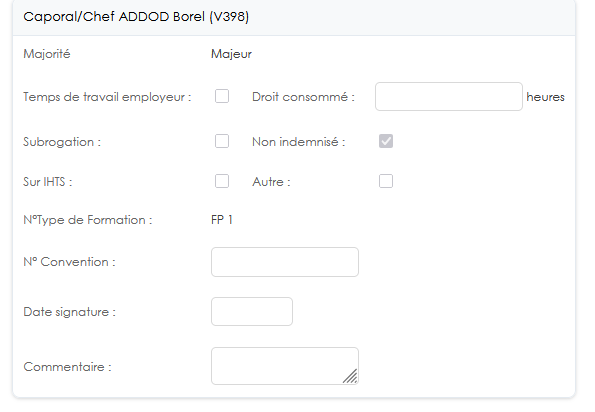 Caporal/Chef ADDOD Borel (V398)
Majorité Majeur
Temps de travail employeur : Droit consommé : heures
Subrogation : Non indemnisé :
Sur IHTS : Autre :
N°Type de Formation : FP 1
N° Convention :
Date signature :
Commentaire :